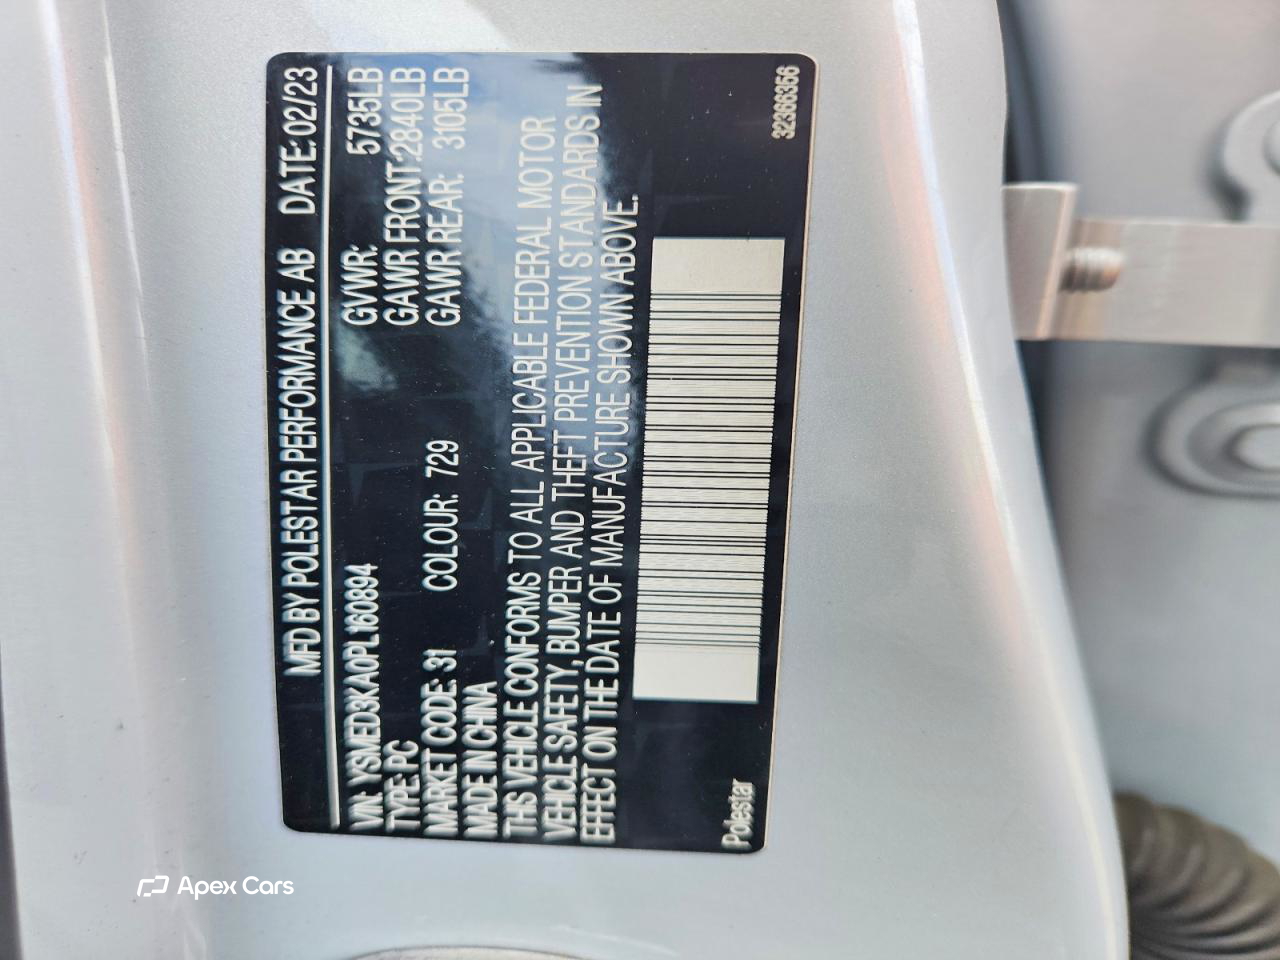 MFD BY POLESTAR PERFORMANCE AB DATE: 02/23
VIN: YSMED3KA0PL160894 GVWR: 5735LB
TYPE: PC GAWR FRONT: 2840LB
MARKET CODE: 31 COLOUR: 729 GAWR REAR: 3105LB
MADE IN CHINA
THIS VEHICLE CONFORMS TO ALL APPLICABLE FEDERAL MOTOR
VEHICLE SAFETY, BUMPER AND THEFT PREVENTION STANDARDS IN
EFFECT ON THE DATE OF MANUFACTURE SHOWN ABOVE.
Polestar 32366356
Apex Cars